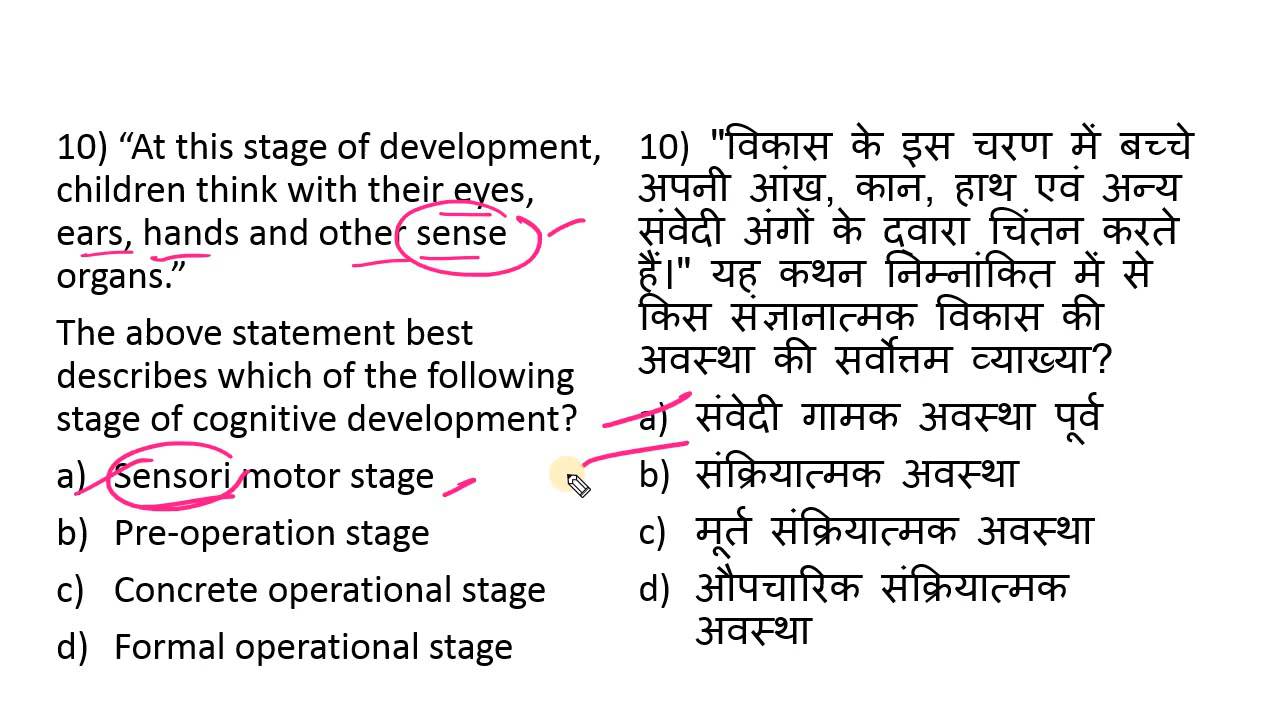 10) “At this stage of development,
children think with their eyes,
ears, hands and other sense
organs.”
The above statement best
describes which of the following
stage of cognitive development?
a) Sensori motor stage
b) Pre-operation stage
c) Concrete operational stage
d) Formal operational stage
10) "विकास के इस चरण में बच्चे
अपनी आंख, कान, हाथ एवं अन्य
संवेदी अंगों के द्वारा चिंतन करते
हैं।" यह कथन निम्नांकित में से
किस संज्ञानात्मक विकास की
अवस्था की सर्वोत्तम व्याख्या?
a) संवेदी गामक अवस्था पूर्व
b) संक्रियात्मक अवस्था
c) मूर्त संक्रियात्मक अवस्था
d) औपचारिक संक्रियात्मक
अवस्था